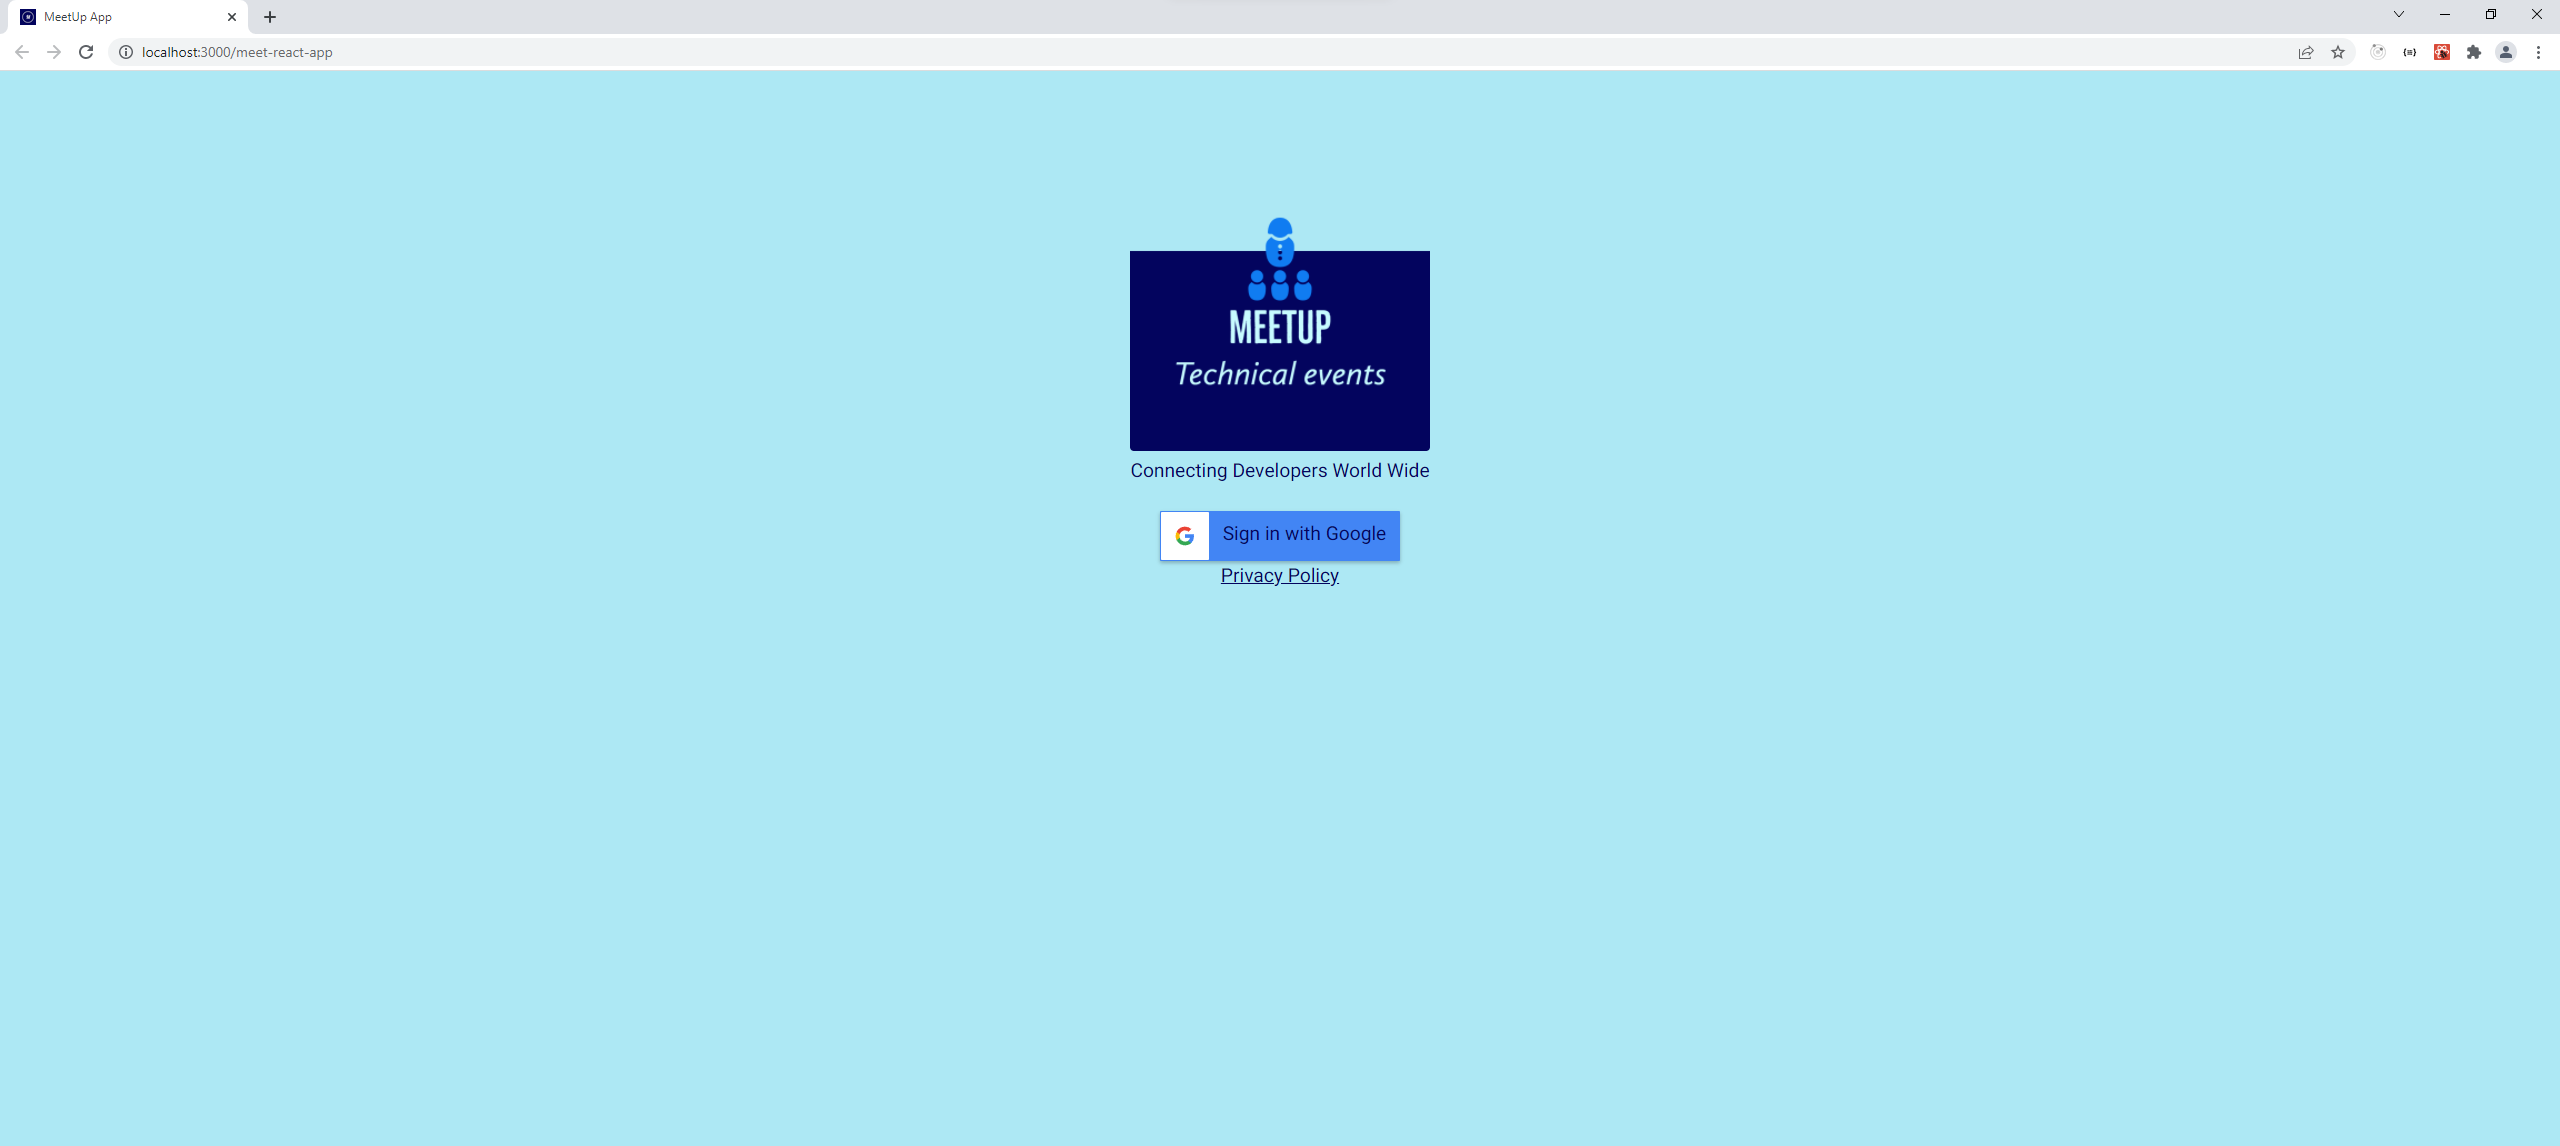 MeetUp App
localhost:3000/meet-react-app
MEETUP
Technical events
Connecting Developers World Wide
Sign in with Google
Privacy Policy